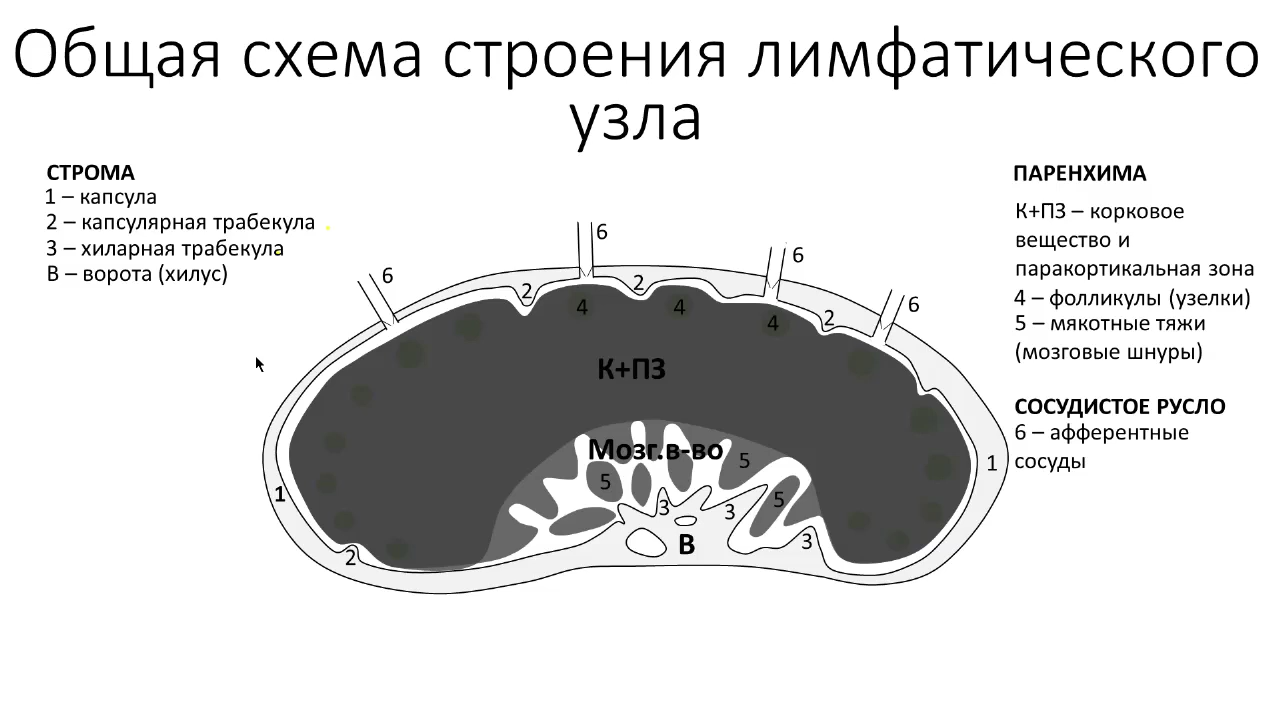 Общая схема строения лимфатического
узла
СТРОМА
1 – капсула
2 – капсулярная трабекула
3 – хиларная трабекула
В – ворота (хилус)
ПАРЕНХИМА
К+ПЗ – корковое
вещество и
паракортикальная зона
4 – фолликулы (узелки)
5 – мякотные тяжи
(мозговые шнуры)
СОСУДИСТОЕ РУСЛО
6 – афферентные
сосуды
6
6
6
6
2
2
2
4
4
4
К+ПЗ
Мозг.в-во
5
5
5
1
1
3
3
3
В
2